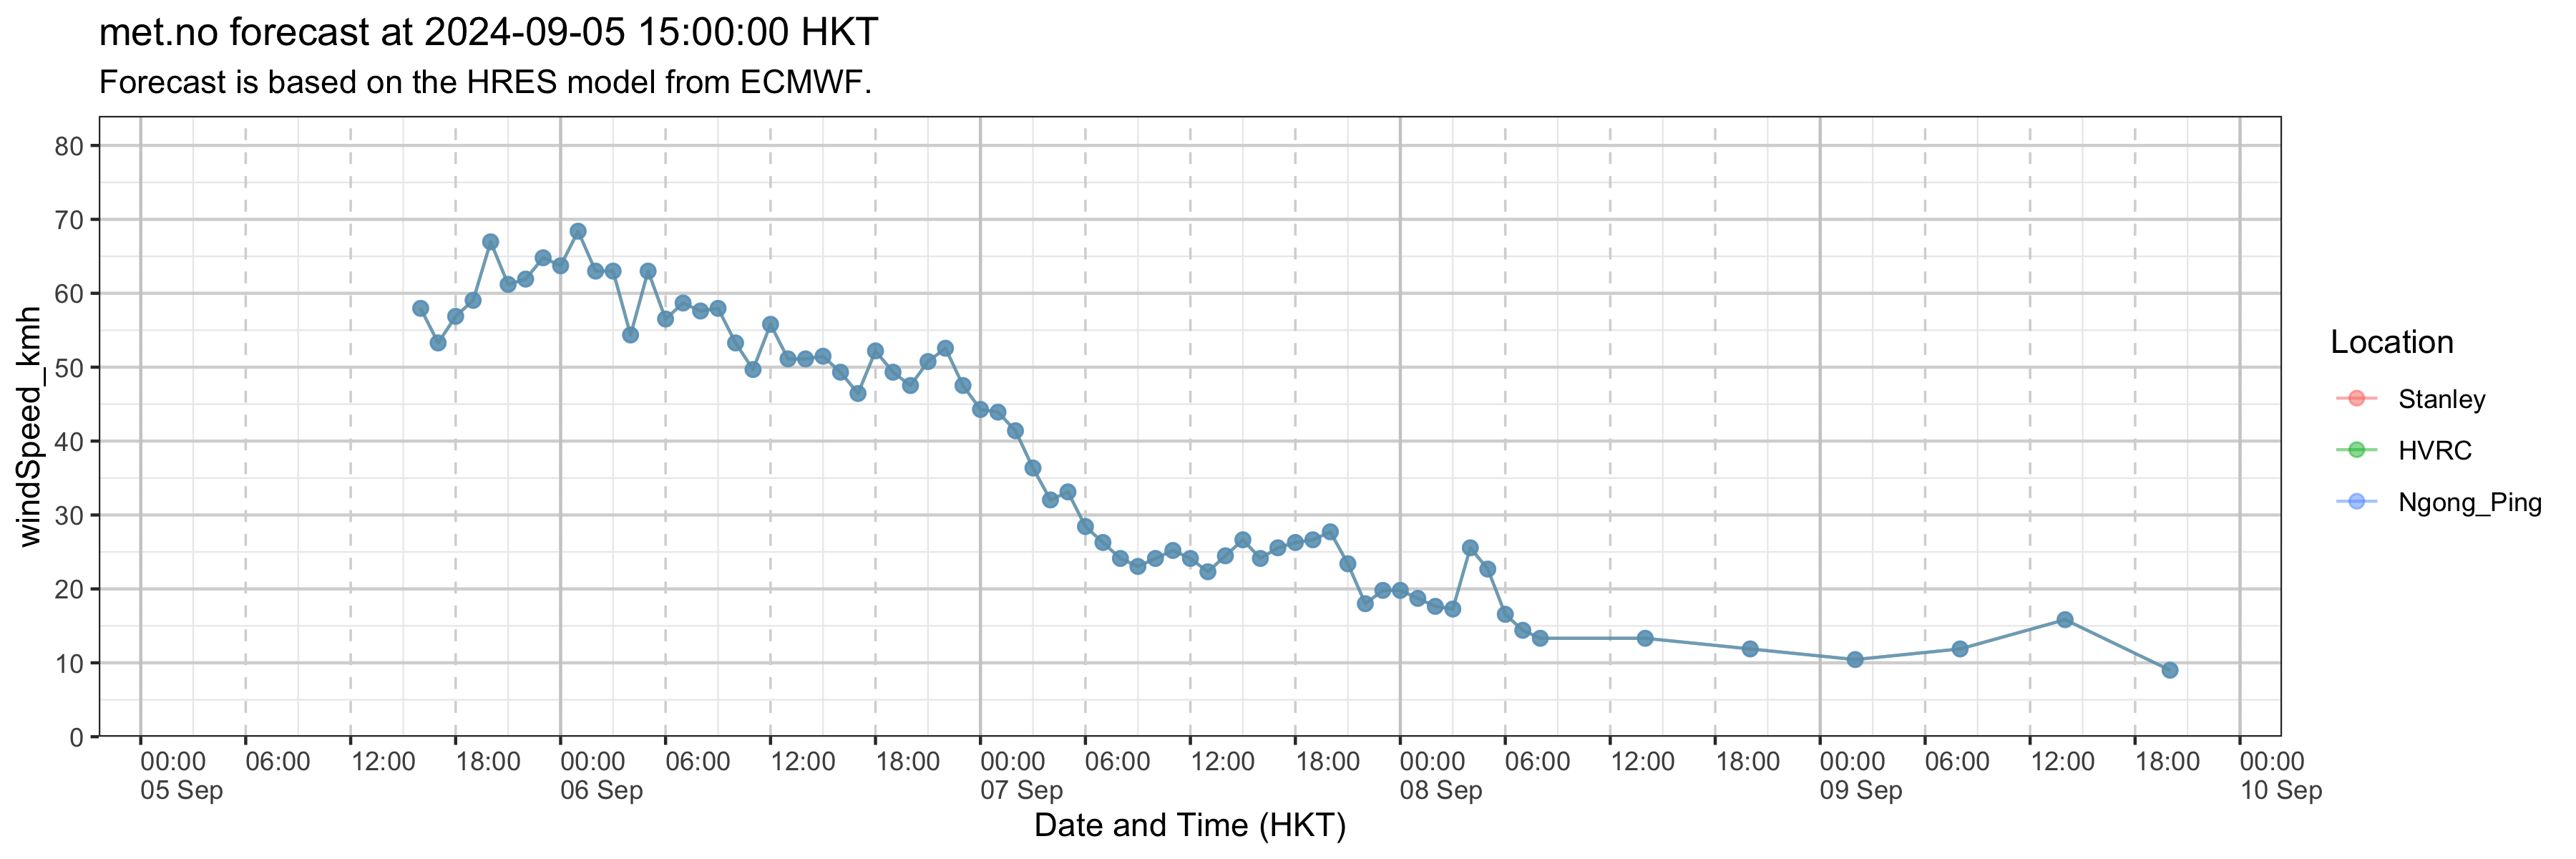 met.no forecast at 2024-09-05 15:00:00 HKT
Forecast is based on the HRES model from ECMWF.
windSpeed_kmh
80
70
60
50
40
30
20
10
0
00:00 06:00 12:00 18:00 00:00 06:00 12:00 18:00 00:00 06:00 12:00 18:00 00:00 06:00 12:00 18:00 00:00 06:00 12:00 18:00 00:00
05 Sep 06 Sep 07 Sep 08 Sep 09 Sep 10 Sep
Date and Time (HKT)
Location
Stanley
HVRC
Ngong_Ping